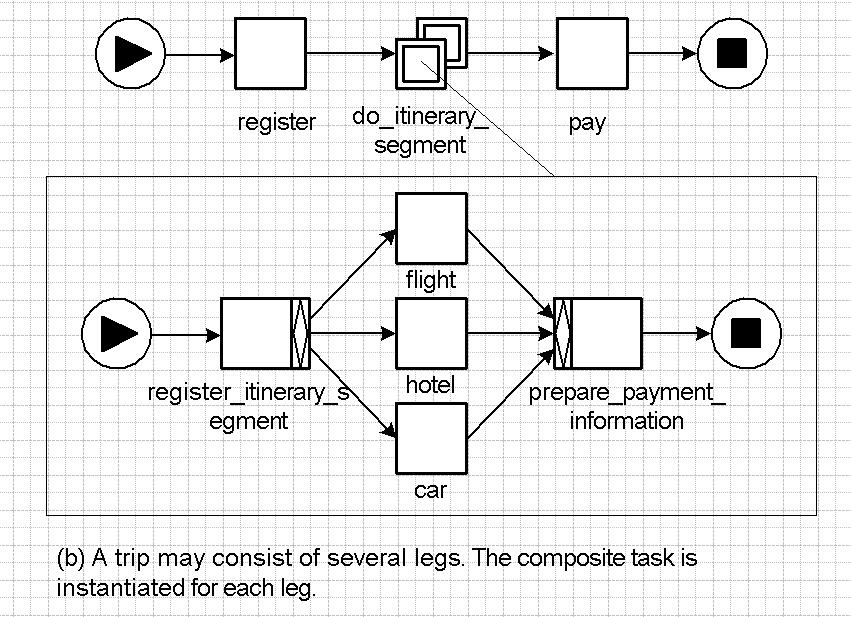 register
do_itinerary_
segment
pay
flight
hotel
register_itinerary_s
egment
prepare_payment_
information
car
(b) A trip may consist of several legs. The composite task is
instantiated for each leg.